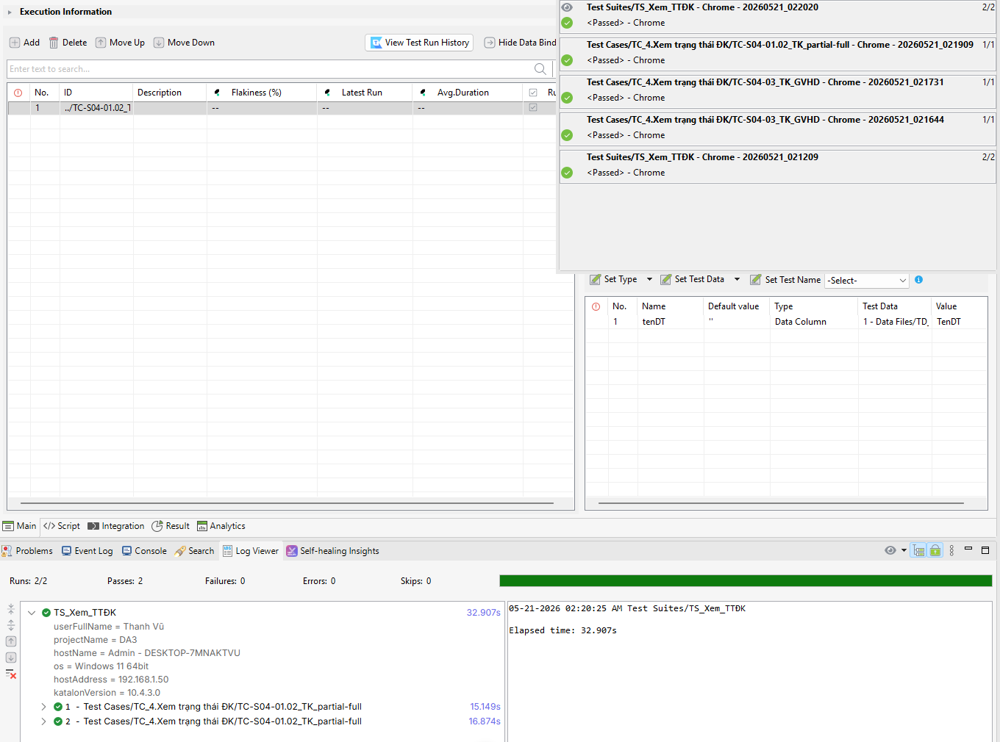 Execution Information
Add Delete Move Up Move Down View Test Run History Hide Data Bind
Enter text to search...
No. ID Description Flakiness (%) Latest Run Avg.Duration Ru
1 ../TC-S04-01.02_T -- -- --
Test Suites/TS_Xem_TTĐK - Chrome - 20260521_022020 2/2
<Passed> - Chrome
Test Cases/TC_4.Xem trạng thái ĐK/TC-S04-01.02_TK_partial-full - Chrome - 20260521_021909 1/1
<Passed> - Chrome
Test Cases/TC_4.Xem trạng thái ĐK/TC-S04-03_TK_GVHD - Chrome - 20260521_021731 1/1
<Passed> - Chrome
Test Cases/TC_4.Xem trạng thái ĐK/TC-S04-03_TK_GVHD - Chrome - 20260521_021644 1/1
<Passed> - Chrome
Test Suites/TS_Xem_TTĐK - Chrome - 20260521_021209 2/2
<Passed> - Chrome
Set Type Set Test Data Set Test Name -Select-
No. Name Default value Type Test Data Value
1 tenDT '' Data Column 1 - Data Files/TD_ TenDT
Main </> Script Integration Result Analytics
Problems Event Log Console Search Log Viewer Self-healing Insights
Runs: 2/2 Passes: 2 Failures: 0 Errors: 0 Skips: 0
TS_Xem_TTĐK 32.907s
userFullName = Thanh Vũ
projectName = DA3
hostName = Admin - DESKTOP-7MNAKTVU
os = Windows 11 64bit
hostAddress = 192.168.1.50
katalonVersion = 10.4.3.0
1 - Test Cases/TC_4.Xem trạng thái ĐK/TC-S04-01.02_TK_partial-full 15.149s
2 - Test Cases/TC_4.Xem trạng thái ĐK/TC-S04-01.02_TK_partial-full 16.874s
05-21-2026 02:20:25 AM Test Suites/TS_Xem_TTĐK
Elapsed time: 32.907s